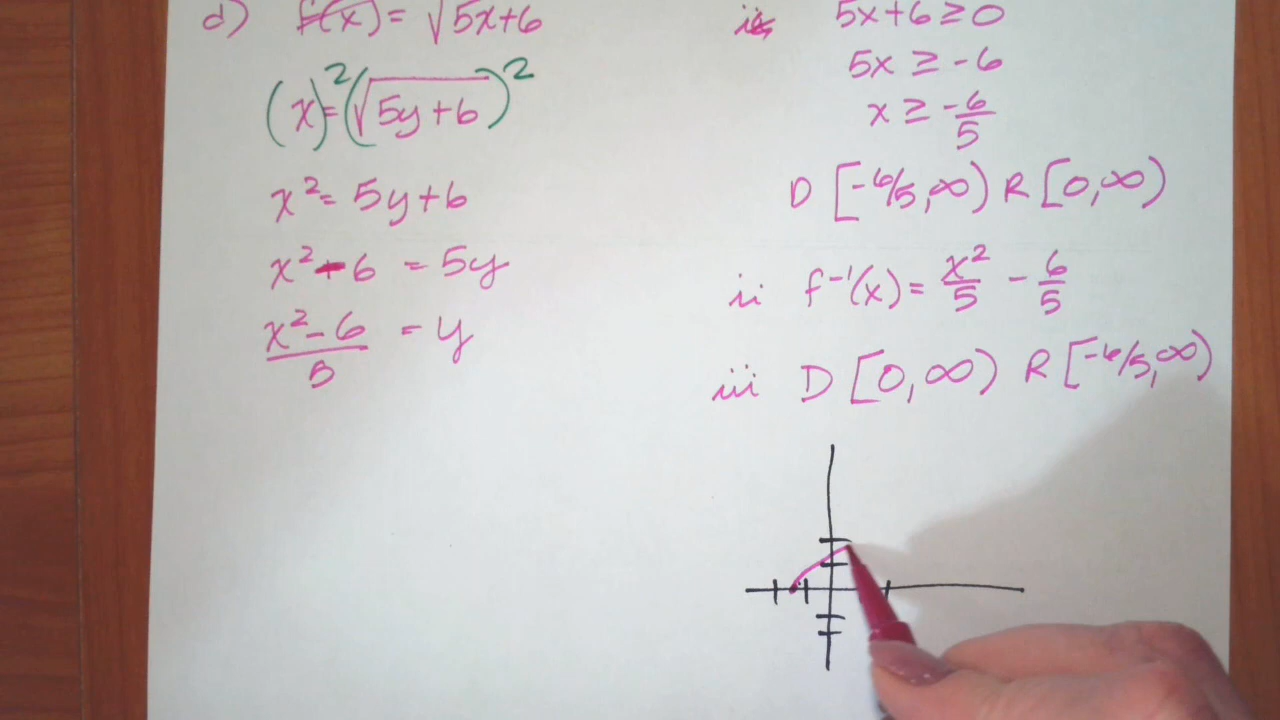 d) f(x) = √5x+6
(x)²=(√5y+6)²
x² = 5y+6
x² - 6 = 5y
x² - 6 / 5 = y
5x+6 ≥ 0
5x ≥ -6
x ≥ -6/5
D [-6/5, ∞) R [0, ∞)
ii f⁻¹(x) = x²/5 - 6/5
iii D [0, ∞) R [-6/5, ∞)